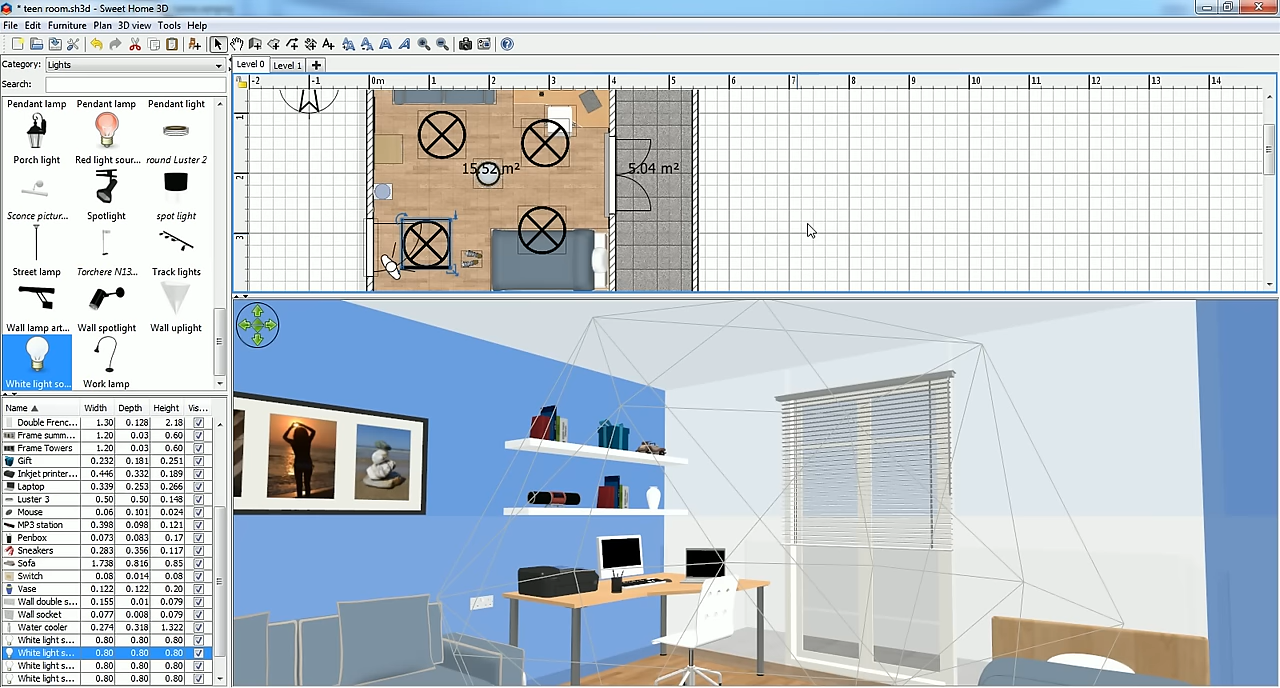 * teen room.sh3d - Sweet Home 3D
File Edit Furniture Plan 3D view Tools Help
Category: Lights
Search:
Pendant lamp Pendant lamp Pendant light
Porch light Red light sour... round Luster 2
Sconce pictur... Spotlight spot light
Street lamp Torchere N13... Track lights
Wall lamp art... Wall spotlight Wall uplight
White light so... Work lamp
Name Width Depth Height Vis...
Double Frenc... 1.30 0.128 2.18
Frame summ... 1.20 0.03 0.60
Frame Towers 1.20 0.03 0.60
Gift 0.232 0.181 0.251
Inkjet printer... 0.446 0.332 0.189
Laptop 0.339 0.253 0.266
Luster 3 0.50 0.50 0.148
Mouse 0.06 0.101 0.024
MP3 station 0.398 0.098 0.121
Penbox 0.073 0.083 0.17
Sneakers 0.283 0.356 0.117
Sofa 1.738 0.816 0.85
Switch 0.08 0.014 0.08
Vase 0.122 0.122 0.20
Wall double s... 0.155 0.01 0.079
Wall socket 0.077 0.008 0.079
Water cooler 0.274 0.318 1.322
White light s... 0.80 0.80 0.80
White light s... 0.80 0.80 0.80
White light s... 0.80 0.80 0.80
White light s... 0.80 0.80 0.80
Level 0 Level 1
-2 -1 0m 1 2 3 4 5 6 7 8 9 10 11 12 13 14
1
2
3
15.52 m² 5.04 m²